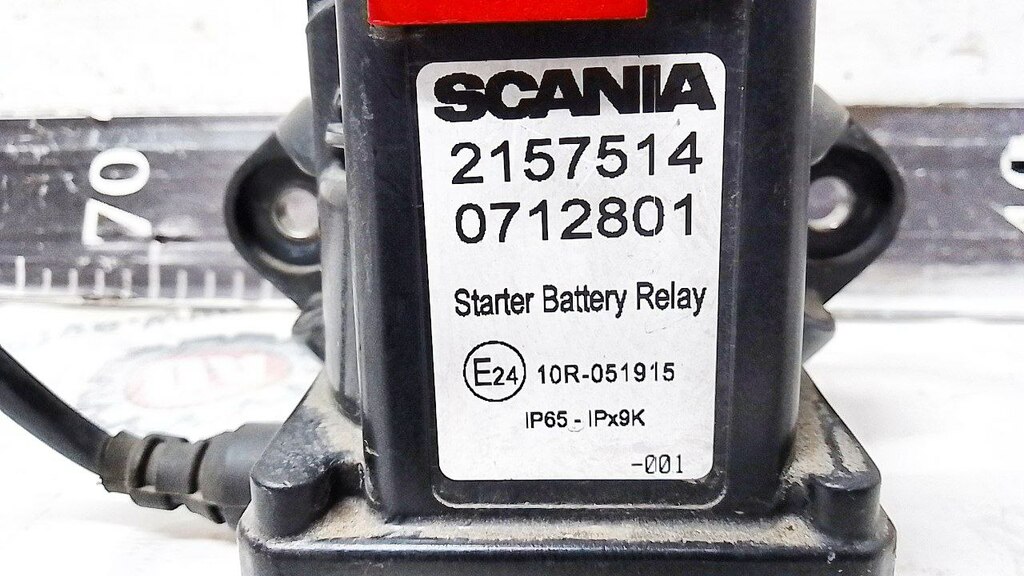 SCANIA
2157514
0712801
Starter Battery Relay
E24 10R-051915
IP65 - IPx9K
-001
70